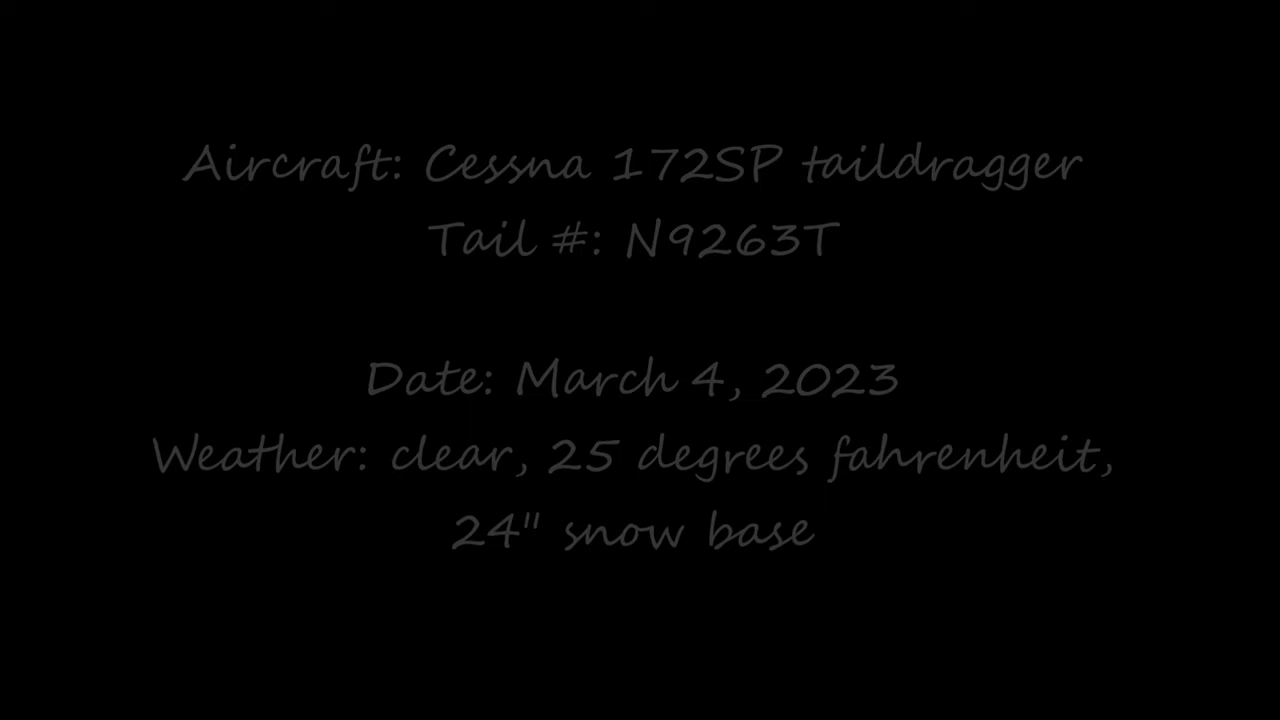 Aircraft: Cessna 172SP taildragger
Tail #: N9263T
Date: March 4, 2023
Weather: clear, 25 degrees fahrenheit,
24" snow base